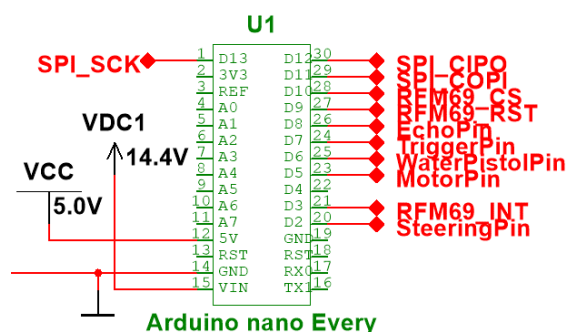 U1
SPI_SCK
1 D13 D12 30 SPI_CIPO
2 3V3 D11 29 SPI_COPI
3 REF D10 28 RFM69_CS
4 A0 D9 27 RFM69_RST
5 A1 D8 26 EchoPin
6 A2 D7 24 TriggerPin
7 A3 D6 25 WaterPistolPin
8 A4 D5 23 MotorPin
9 A5 D4 22
10 A6 D3 21 RFM69_INT
11 A7 D2 20 SteeringPin
12 5V GND 19
13 RST RST 18
14 GND RX0 17
15 VIN TX1 16
VDC1
14.4V
VCC
5.0V
Arduino nano Every